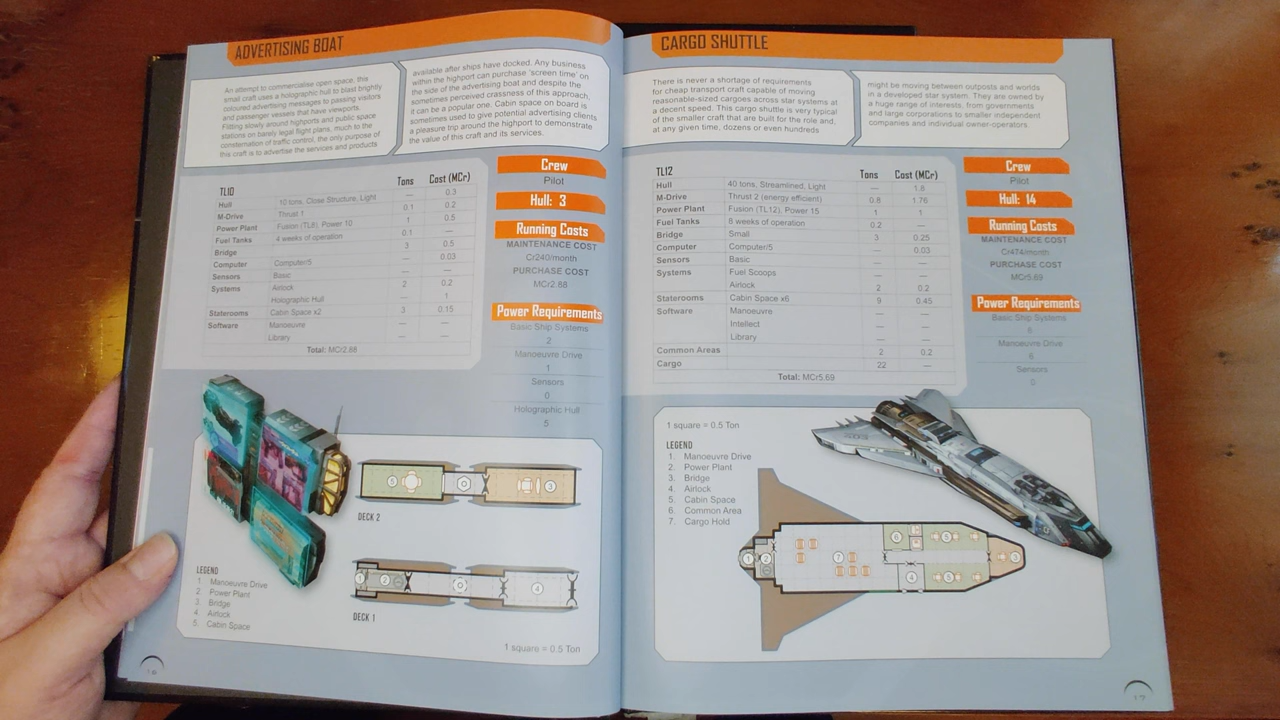 ADVERTISING BOAT
An attempt to commercialise open space, this
small craft uses a holographic hull to blast brightly
coloured advertising messages to passing visitors
and passenger vessels that have viewports.
Flitting slowly around highports and public space
stations on barely legal flight plans, much to the
consternation of traffic control, the only purpose of
this craft is to advertise the services and products
available after ships have docked. Any business
within the highport can purchase 'screen time' on
the side of the advertising boat and despite the
sometimes perceived crassness of this approach,
it can be a popular one. Cabin space on board is
sometimes used to give potential advertising clients
a pleasure trip around the highport to demonstrate
the value of this craft and its services.
TL10 Tons Cost (MCr)
Hull 10 tons, Close Structure, Light — 0.3
M-Drive Thrust 1 0.1 0.2
Power Plant Fusion (TL8), Power 10 1 0.5
Fuel Tanks 4 weeks of operation 0.1 —
Bridge 3 0.5
Computer Computer/5 — 0.03
Sensors Basic — —
Systems Airlock 2 0.2
Holographic Hull — 1
Staterooms Cabin Space x2 3 0.15
Software Manoeuvre — —
Library — —
Total: MCr2.88
Crew
Pilot
Hull: 3
Running Costs
MAINTENANCE COST
Cr240/month
PURCHASE COST
MCr2.88
Power Requirements
Basic Ship Systems
2
Manoeuvre Drive
1
Sensors
0
Holographic Hull
5
5
3
DECK 2
1
2
4
DECK 1
LEGEND
1. Manoeuvre Drive
2. Power Plant
3. Bridge
4. Airlock
5. Cabin Space
1 square = 0.5 Ton
16
CARGO SHUTTLE
There is never a shortage of requirements
for cheap transport craft capable of moving
reasonable-sized cargoes across star systems at
a decent speed. This cargo shuttle is very typical
of the smaller craft that are built for the role and,
at any given time, dozens or even hundreds
might be moving between outposts and worlds
in a developed star system. They are owned by
a huge range of interests, from governments
and large corporations to smaller independent
companies and individual owner-operators.
TL12 Tons Cost (MCr)
Hull 40 tons, Streamlined, Light — 1.8
M-Drive Thrust 2 (energy efficient) 0.8 1.76
Power Plant Fusion (TL12), Power 15 1 1
Fuel Tanks 8 weeks of operation 0.2 —
Bridge Small 3 0.25
Computer Computer/5 — 0.03
Sensors Basic — —
Systems Fuel Scoops — —
Airlock 2 0.2
Staterooms Cabin Space x6 9 0.45
Software Manoeuvre — —
Intellect — —
Library — —
Common Areas 2 0.2
Cargo 22 —
Total: MCr5.69
Crew
Pilot
Hull: 14
Running Costs
MAINTENANCE COST
Cr474/month
PURCHASE COST
MCr5.69
Power Requirements
Basic Ship Systems
8
Manoeuvre Drive
6
Sensors
0
1 square = 0.5 Ton
LEGEND
1. Manoeuvre Drive
2. Power Plant
3. Bridge
4. Airlock
5. Cabin Space
6. Common Area
7. Cargo Hold
6
5
1
2
7
3
4
5
17